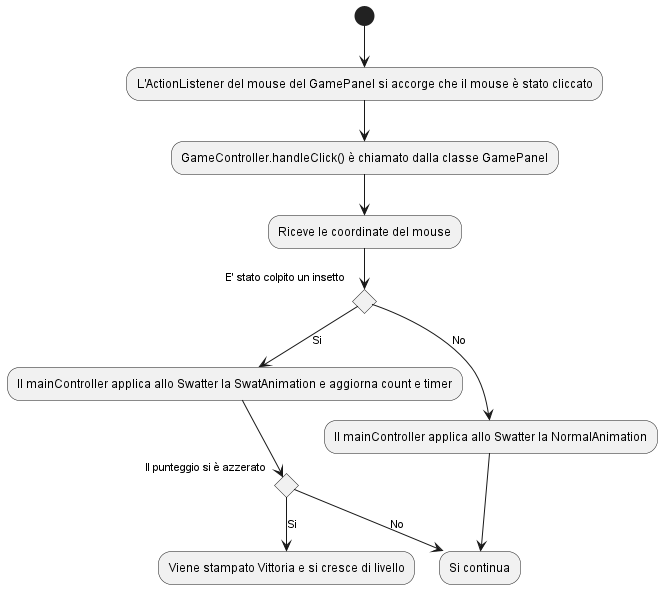 L'ActionListener del mouse del GamePanel si accorge che il mouse è stato cliccato
GameController.handleClick() è chiamato dalla classe GamePanel
Riceve le coordinate del mouse
E' stato colpito un insetto
Si
No
Il mainController applica allo Swatter la SwatAnimation e aggiorna count e timer
Il mainController applica allo Swatter la NormalAnimation
Il punteggio si è azzerato
Si
No
Viene stampato Vittoria e si cresce di livello
Si continua